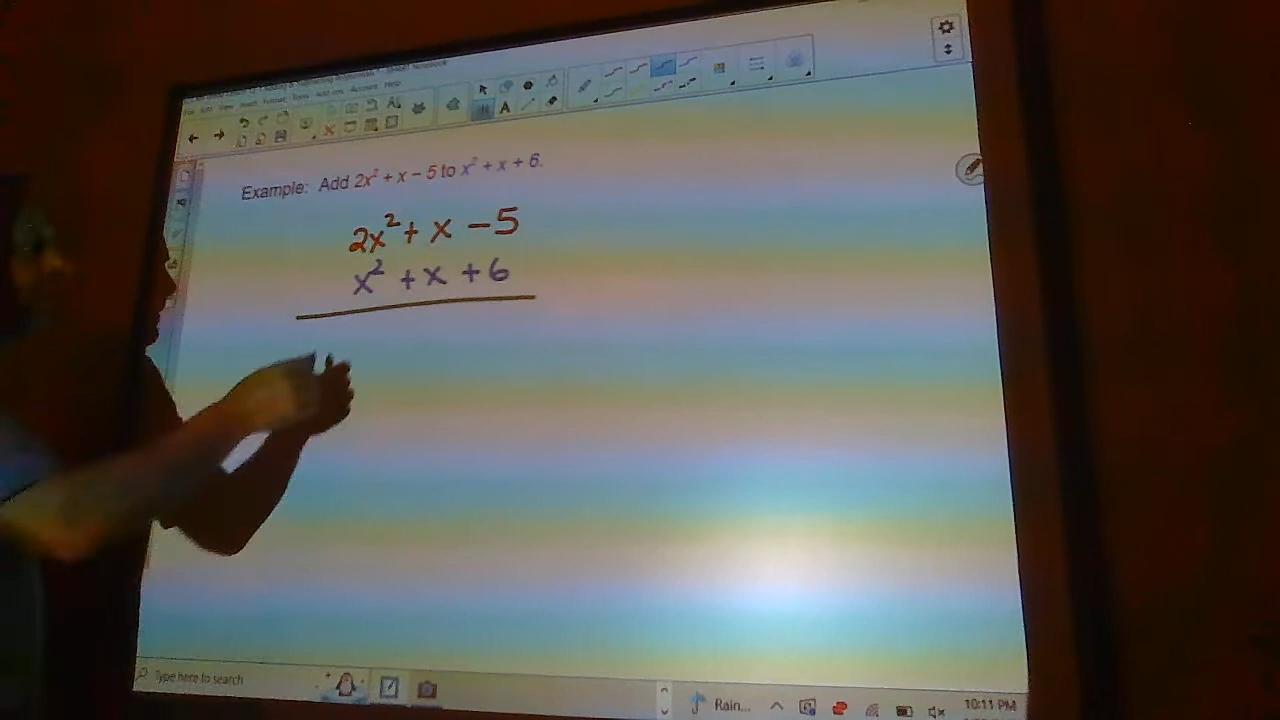 Example: Add 2x² + x − 5 to x² + x + 6.
2x² + x − 5
x² + x + 6
Type here to search
Rain...
10:11 PM